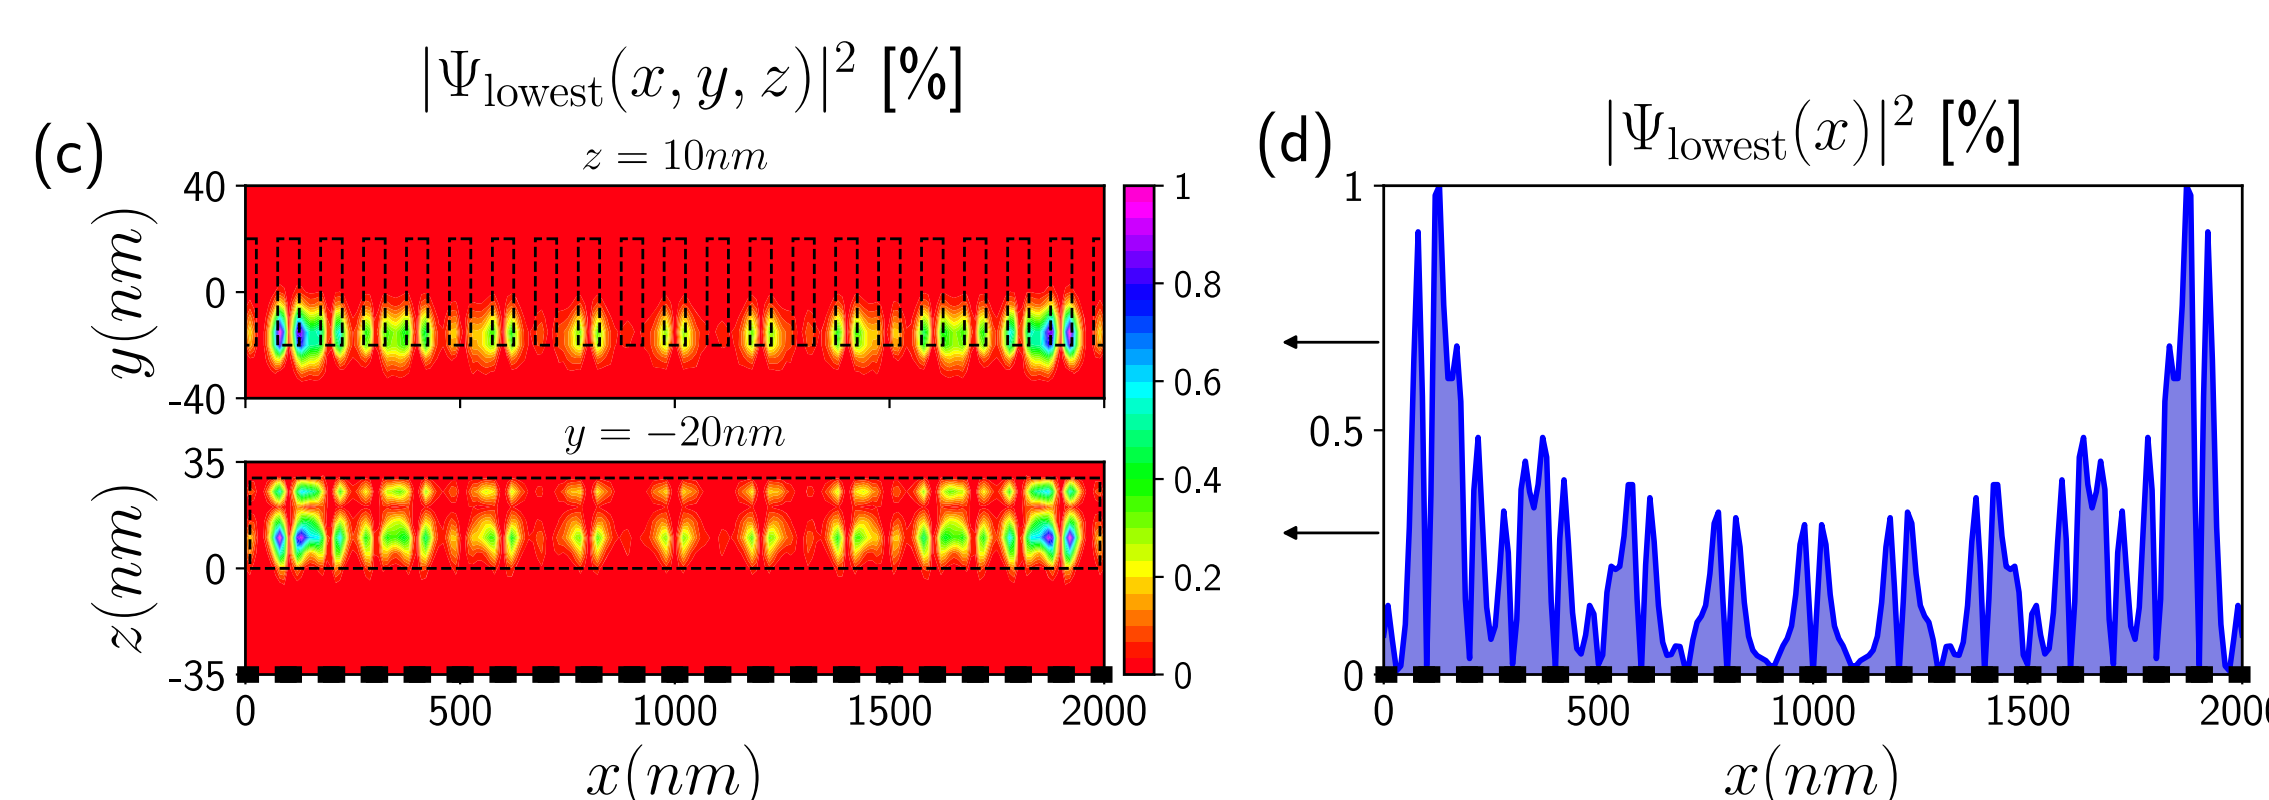 |Ψlowest(x, y, z)|² [%]
(c)
z = 10nm
40
0
-40
y(nm)
y = −20nm
35
0
-35
z(nm)
0
500
1000
1500
2000
x(nm)
1
0.8
0.6
0.4
0.2
0
(d)
|Ψlowest(x)|² [%]
1
0.5
0
0
500
1000
1500
200
x(nm)